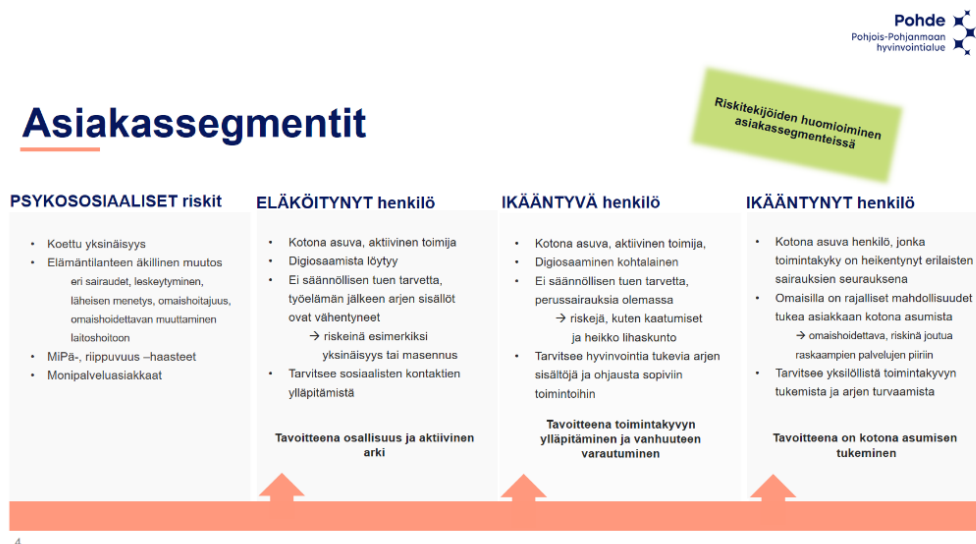 Pohde
Pohjois-Pohjanmaan
hyvinvointialue
Asiakassegmentit
Riskitekijöiden huomioiminen
asiakassegmenteissä
PSYKOSOSIAALISET riskit
• Koettu yksinäisyys
• Elämäntilanteen äkillinen muutos
eri sairaudet, leskeytyminen,
läheisen menetys, omaishoitajuus,
omaishoidettavan muuttaminen
laitoshoitoon
• MiPä-, riippuvuus –haasteet
• Monipalveluasiakkaat
ELÄKÖITYNYT henkilö
• Kotona asuva, aktiivinen toimija
• Digiosaamista löytyy
• Ei säännöllisen tuen tarvetta,
työelämän jälkeen arjen sisällöt
ovat vähentyneet
→ riskeinä esimerkiksi
yksinäisyys tai masennus
• Tarvitsee sosiaalisten kontaktien
ylläpitämistä
Tavoitteena osallisuus ja aktiivinen
arki
IKÄÄNTYVÄ henkilö
• Kotona asuva, aktiivinen toimija,
• Digiosaaminen kohtalainen
• Ei säännöllisen tuen tarvetta,
perussairauksia olemassa
→ riskejä, kuten kaatumiset
ja heikko lihaskunto
• Tarvitsee hyvinvointia tukevia arjen
sisältöjä ja ohjausta sopiviin
toimintoihin
Tavoitteena toimintakyvyn
ylläpitäminen ja vanhuuteen
varautuminen
IKÄÄNTYNYT henkilö
• Kotona asuva henkilö, jonka
toimintakyky on heikentynyt erilaisten
sairauksien seurauksena
• Omaisilla on rajalliset mahdollisuudet
tukea asiakkaan kotona asumista
→ omaishoidettava, riskinä joutua
raskaampien palvelujen piiriin
• Tarvitsee yksilöllistä toimintakyvyn
tukemista ja arjen turvaamista
Tavoitteena on kotona asumisen
tukeminen
4